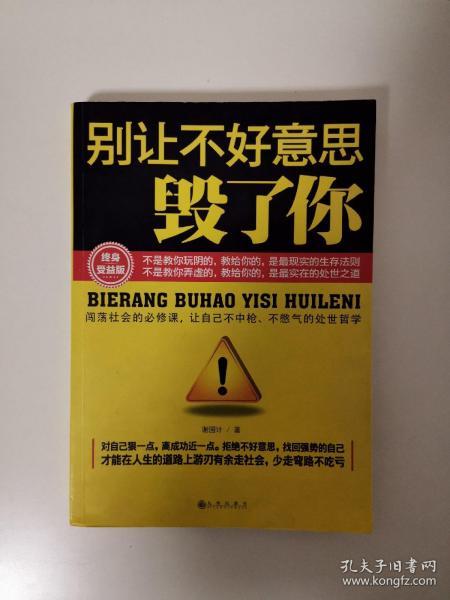 别让不好意思
毁了你
终身
受益版
不是教你玩阴的，教给你的，是最现实的生存法则
不是教你弄虚的，教给你的，是最实在的处世之道
BIERANG BUHAO YISI HUILENI
闯荡社会的必修课，让自己不中枪、不憋气的处世哲学
谢国计 / 著
对自己狠一点，离成功近一点。拒绝不好意思，找回强势的自己
才能在人生的道路上游刃有余走社会，少走弯路不吃亏
九州出版社
孔夫子旧书网
www.kongfz.com